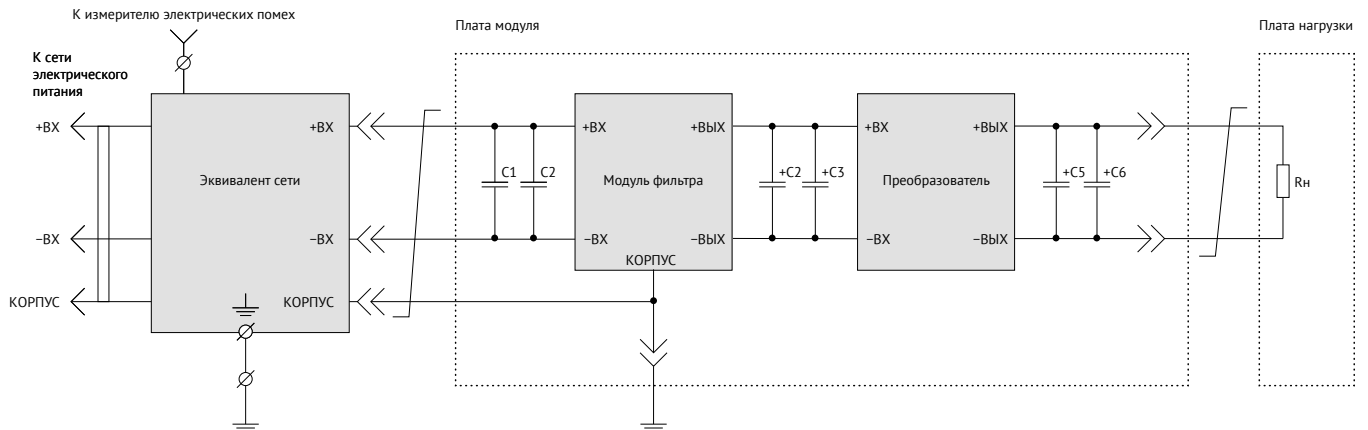 К измерителю электрических помех
Плата модуля
Плата нагрузки
К сети
электрического
питания
+ВХ
+ВХ
+ВХ
+ВЫХ
+ВХ
+ВЫХ
Эквивалент сети
C1
C2
Модуль фильтра
+C2
+C3
Преобразователь
+C5
+C6
Rн
−ВХ
−ВХ
−ВХ
−ВЫХ
−ВХ
−ВЫХ
КОРПУС
КОРПУС
КОРПУС